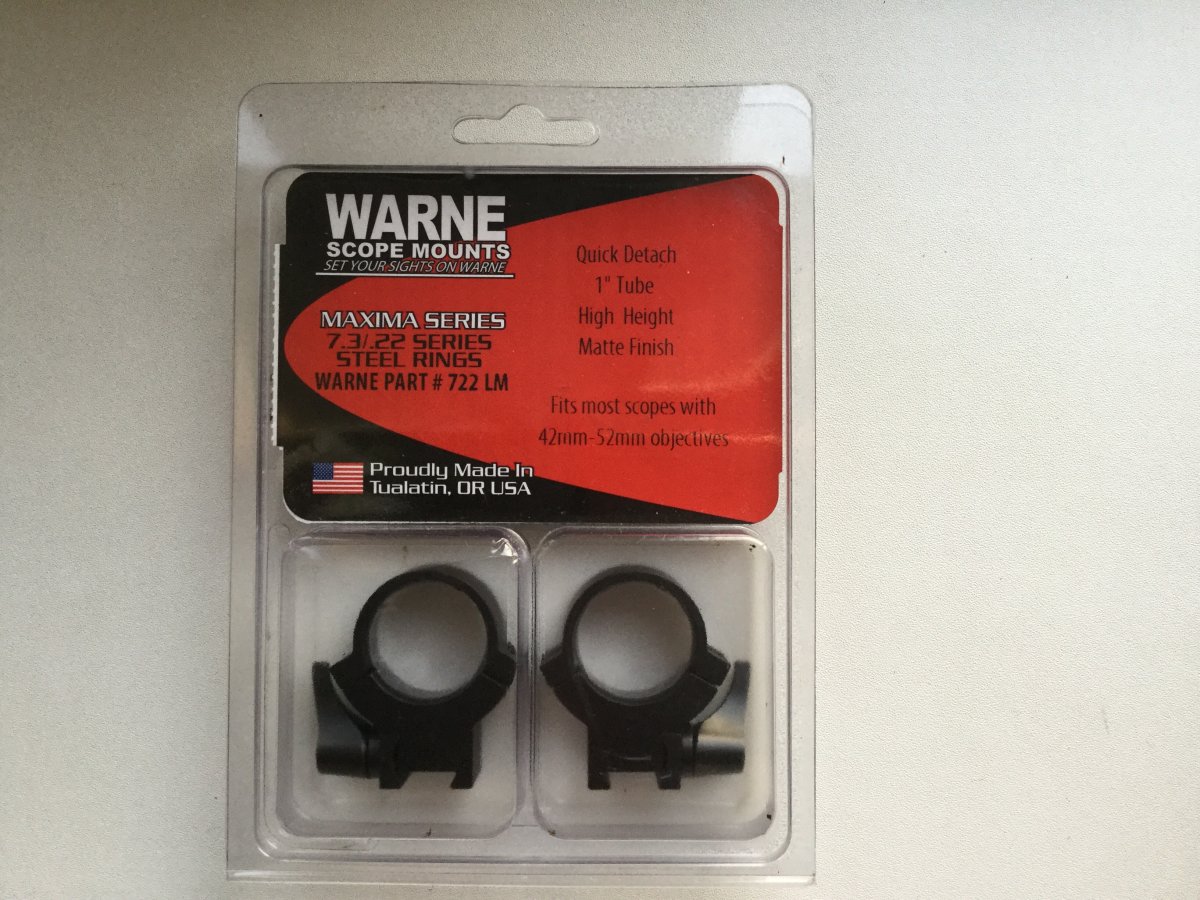 WARNE
SCOPE MOUNTS
SET YOUR SIGHTS ON WARNE
MAXIMA SERIES
7.3/.22 SERIES
STEEL RINGS
WARNE PART # 722 LM
Quick Detach
1" Tube
High Height
Matte Finish
Fits most scopes with
42mm-52mm objectives
Proudly Made In
Tualatin, OR USA